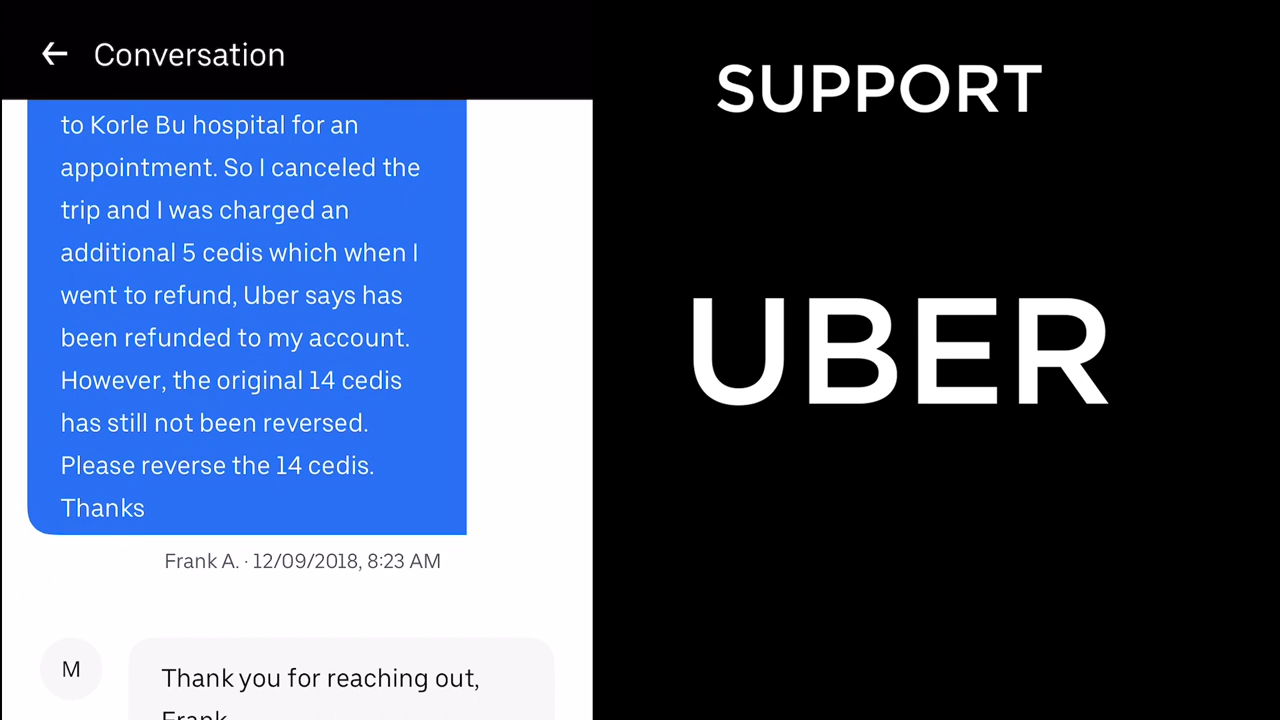 Conversation
to Korle Bu hospital for an
appointment. So I canceled the
trip and I was charged an
additional 5 cedis which when I
went to refund, Uber says has
been refunded to my account.
However, the original 14 cedis
has still not been reversed.
Please reverse the 14 cedis.
Thanks
Frank A. · 12/09/2018, 8:23 AM
M
Thank you for reaching out,
Frank
SUPPORT
UBER